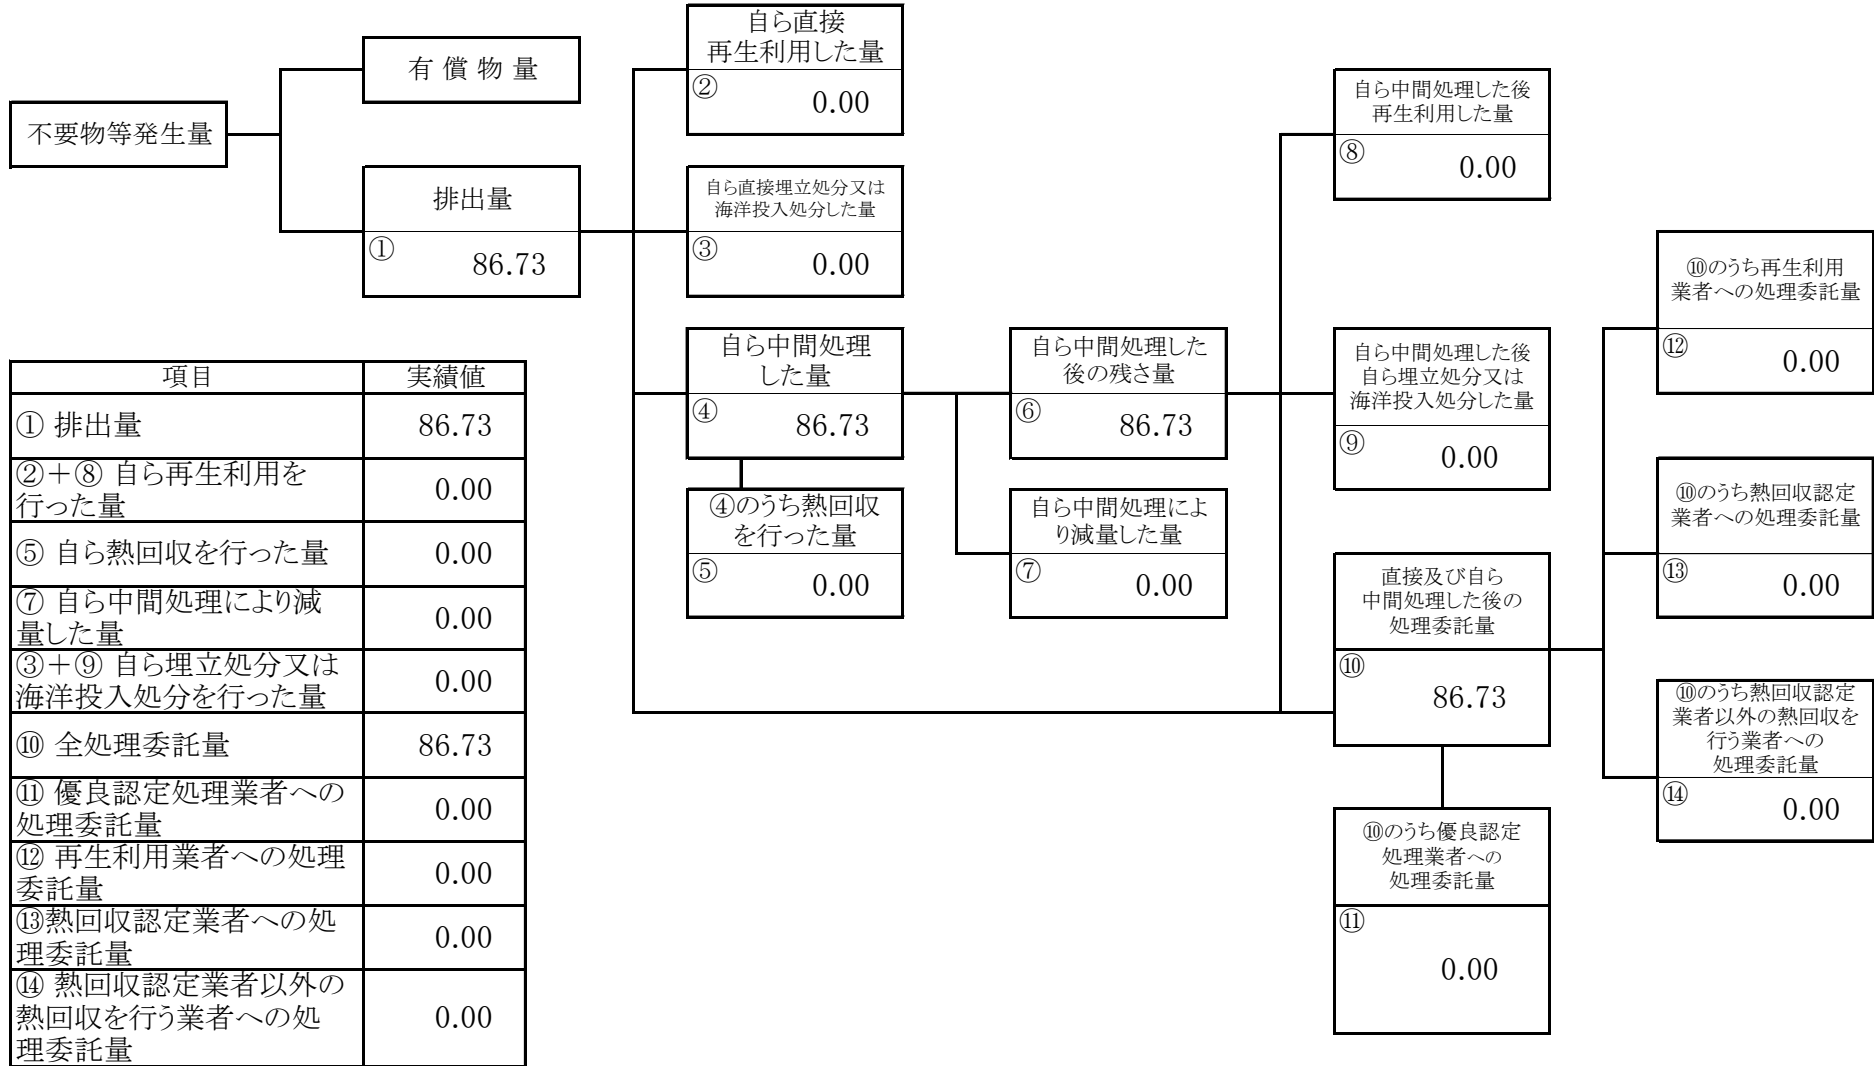 不要物等発生量
有償物量
排出量
①
86.73
自ら直接
再生利用した量
②
0.00
自ら直接埋立処分又は
海洋投入処分した量
③
0.00
自ら中間処理
した量
④
86.73
④のうち熱回収
を行った量
⑤
0.00
自ら中間処理した
後の残さ量
⑥
86.73
自ら中間処理によ
り減量した量
⑦
0.00
自ら中間処理した後
再生利用した量
⑧
0.00
自ら中間処理した後
自ら埋立処分又は
海洋投入処分した量
⑨
0.00
直接及び自ら
中間処理した後の
処理委託量
⑩
86.73
⑩のうち優良認定
処理業者への
処理委託量
⑪
0.00
⑩のうち再生利用
業者への処理委託量
⑫
0.00
⑩のうち熱回収認定
業者への処理委託量
⑬
0.00
⑩のうち熱回収認定
業者以外の熱回収を
行う業者への
処理委託量
⑭
0.00
項目 実績値
① 排出量 86.73
②+⑧ 自ら再生利用を
行った量 0.00
⑤ 自ら熱回収を行った量 0.00
⑦ 自ら中間処理により減
量した量 0.00
③+⑨ 自ら埋立処分又は
海洋投入処分を行った量 0.00
⑩ 全処理委託量 86.73
⑪ 優良認定処理業者への
処理委託量 0.00
⑫ 再生利用業者への処理
委託量 0.00
⑬熱回収認定業者への処
理委託量 0.00
⑭ 熱回収認定業者以外の
熱回収を行う業者への処
理委託量 0.00